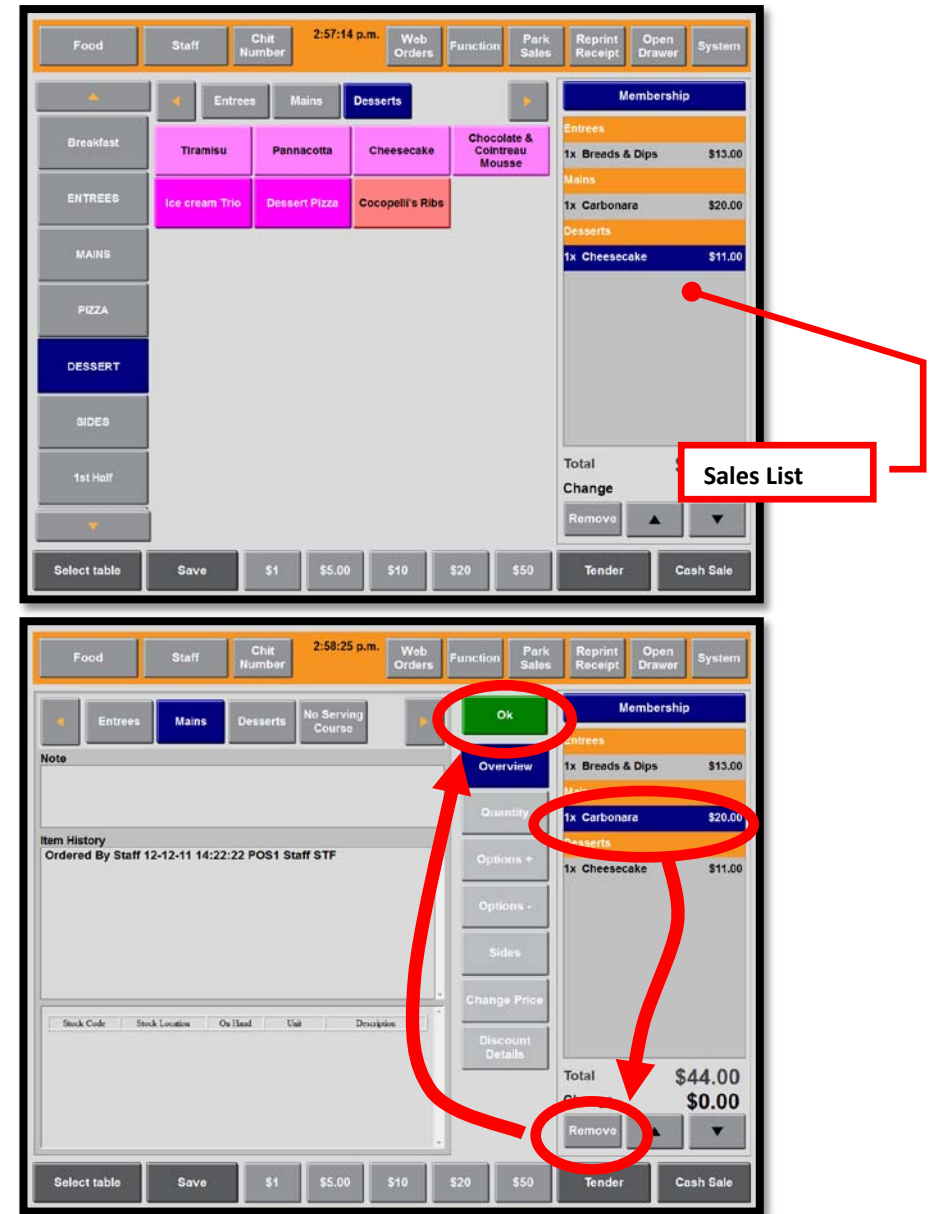 Food
Staff
Chit
Number
2:57:14 p.m.
Web
Orders
Function
Park
Sales
Reprint
Receipt
Open
Drawer
System
Entrees
Mains
Desserts
Membership
Breakfast
ENTREES
MAINS
PIZZA
DESSERT
SIDES
1st Half
Tiramisu
Pannacotta
Cheesecake
Chocolate &
Cointreau
Mousse
Ice cream Trio
Dessert Pizza
Cocopelli's Ribs
Entrees
1x Breads & Dips $13.00
Mains
1x Carbonara $20.00
Desserts
1x Cheesecake $11.00
Sales List
Total
Change
Remove
Select table
Save
$1
$5.00
$10
$20
$50
Tender
Cash Sale
Food
Staff
Chit
Number
2:58:25 p.m.
Web
Orders
Function
Park
Sales
Reprint
Receipt
Open
Drawer
System
Entrees
Mains
Desserts
No Serving
Course
Ok
Membership
Note
Item History
Ordered By Staff 12-12-11 14:22:22 POS1 Staff STF
Stock Code Stock Location On Hand Unit Description
Overview
Quantity
Options +
Options -
Sides
Change Price
Discount
Details
Entrees
1x Breads & Dips $13.00
Mains
1x Carbonara $20.00
Desserts
1x Cheesecake $11.00
Total $44.00
$0.00
Remove
Select table
Save
$1
$5.00
$10
$20
$50
Tender
Cash Sale